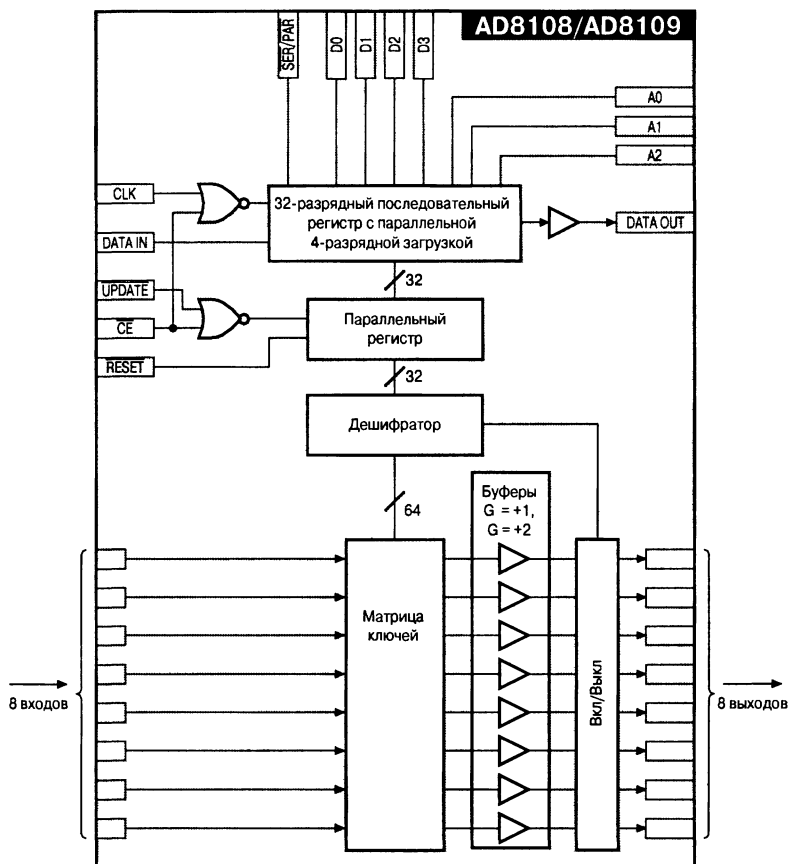 AD8108/AD8109
SER/PAR
D0
D1
D2
D3
A0
A1
A2
CLK
32-разрядный последовательный
регистр с параллельной
4-разрядной загрузкой
DATA IN
DATA OUT
32
UPDATE
CE
RESET
Параллельный
регистр
32
Дешифратор
64
Буферы
G = +1,
G = +2
Матрица
ключей
Вкл/Выкл
8 входов
8 выходов